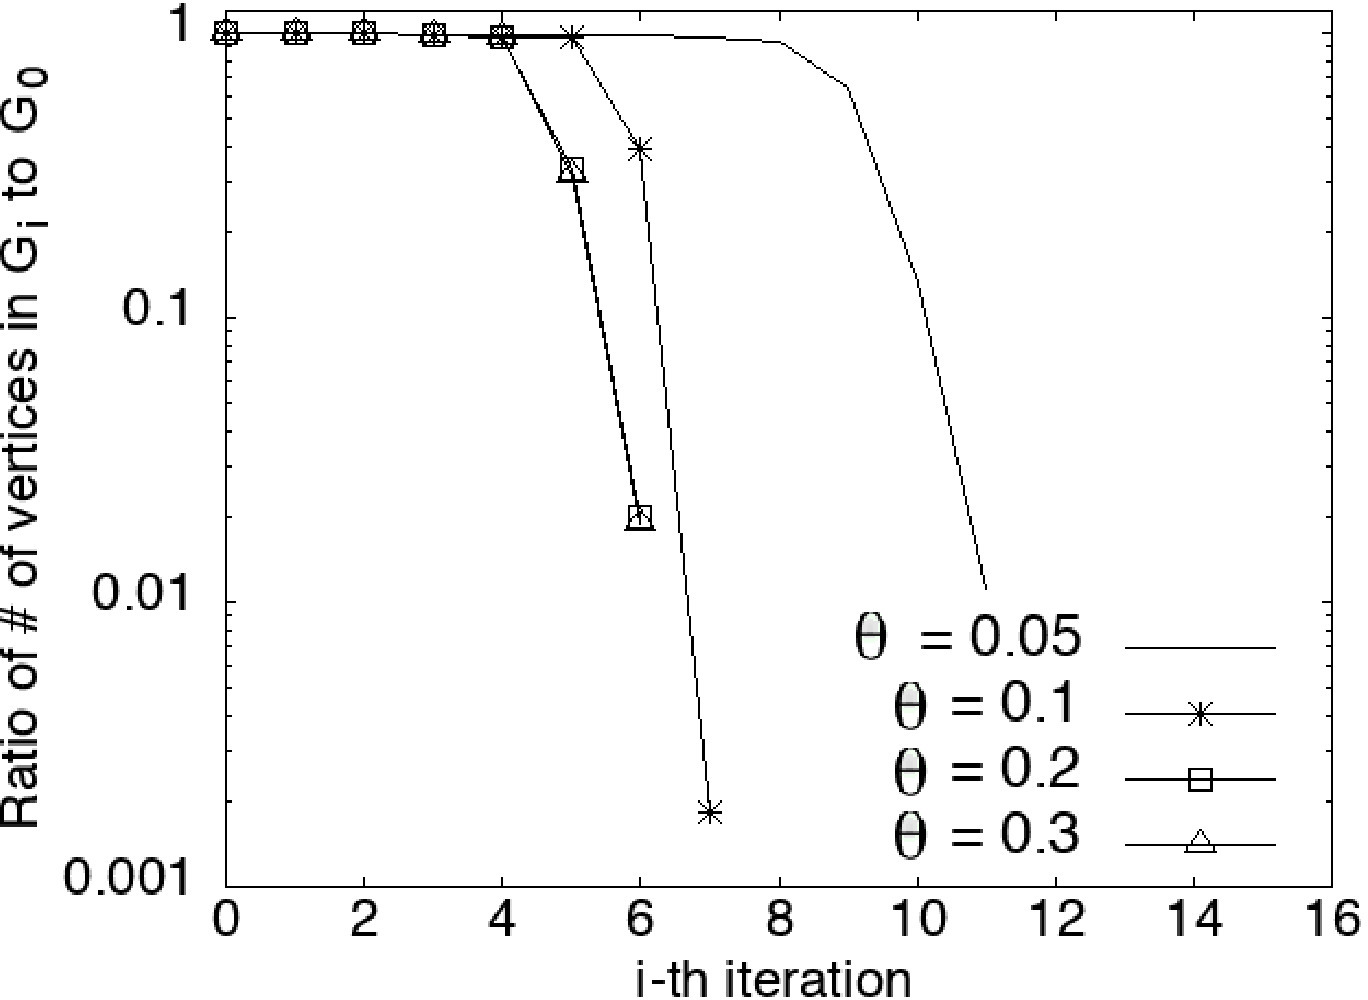 Ratio of # of vertices in Gi to G0
1
0.1
0.01
0.001
θ = 0.05
θ = 0.1
θ = 0.2
θ = 0.3
0 2 4 6 8 10 12 14 16
i-th iteration